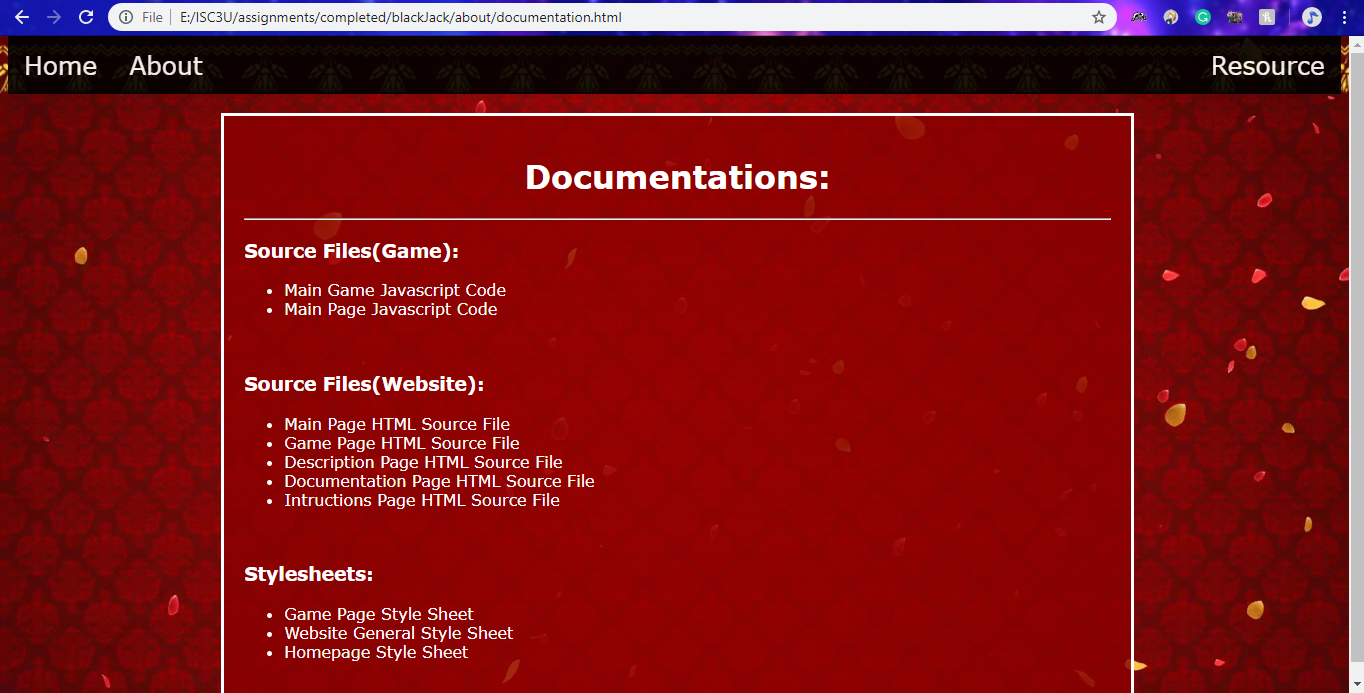 File E:/ISC3U/assignments/completed/blackJack/about/documentation.html
Home About Resource
Documentations:
Source Files(Game):
Main Game Javascript Code
Main Page Javascript Code
Source Files(Website):
Main Page HTML Source File
Game Page HTML Source File
Description Page HTML Source File
Documentation Page HTML Source File
Intructions Page HTML Source File
Stylesheets:
Game Page Style Sheet
Website General Style Sheet
Homepage Style Sheet